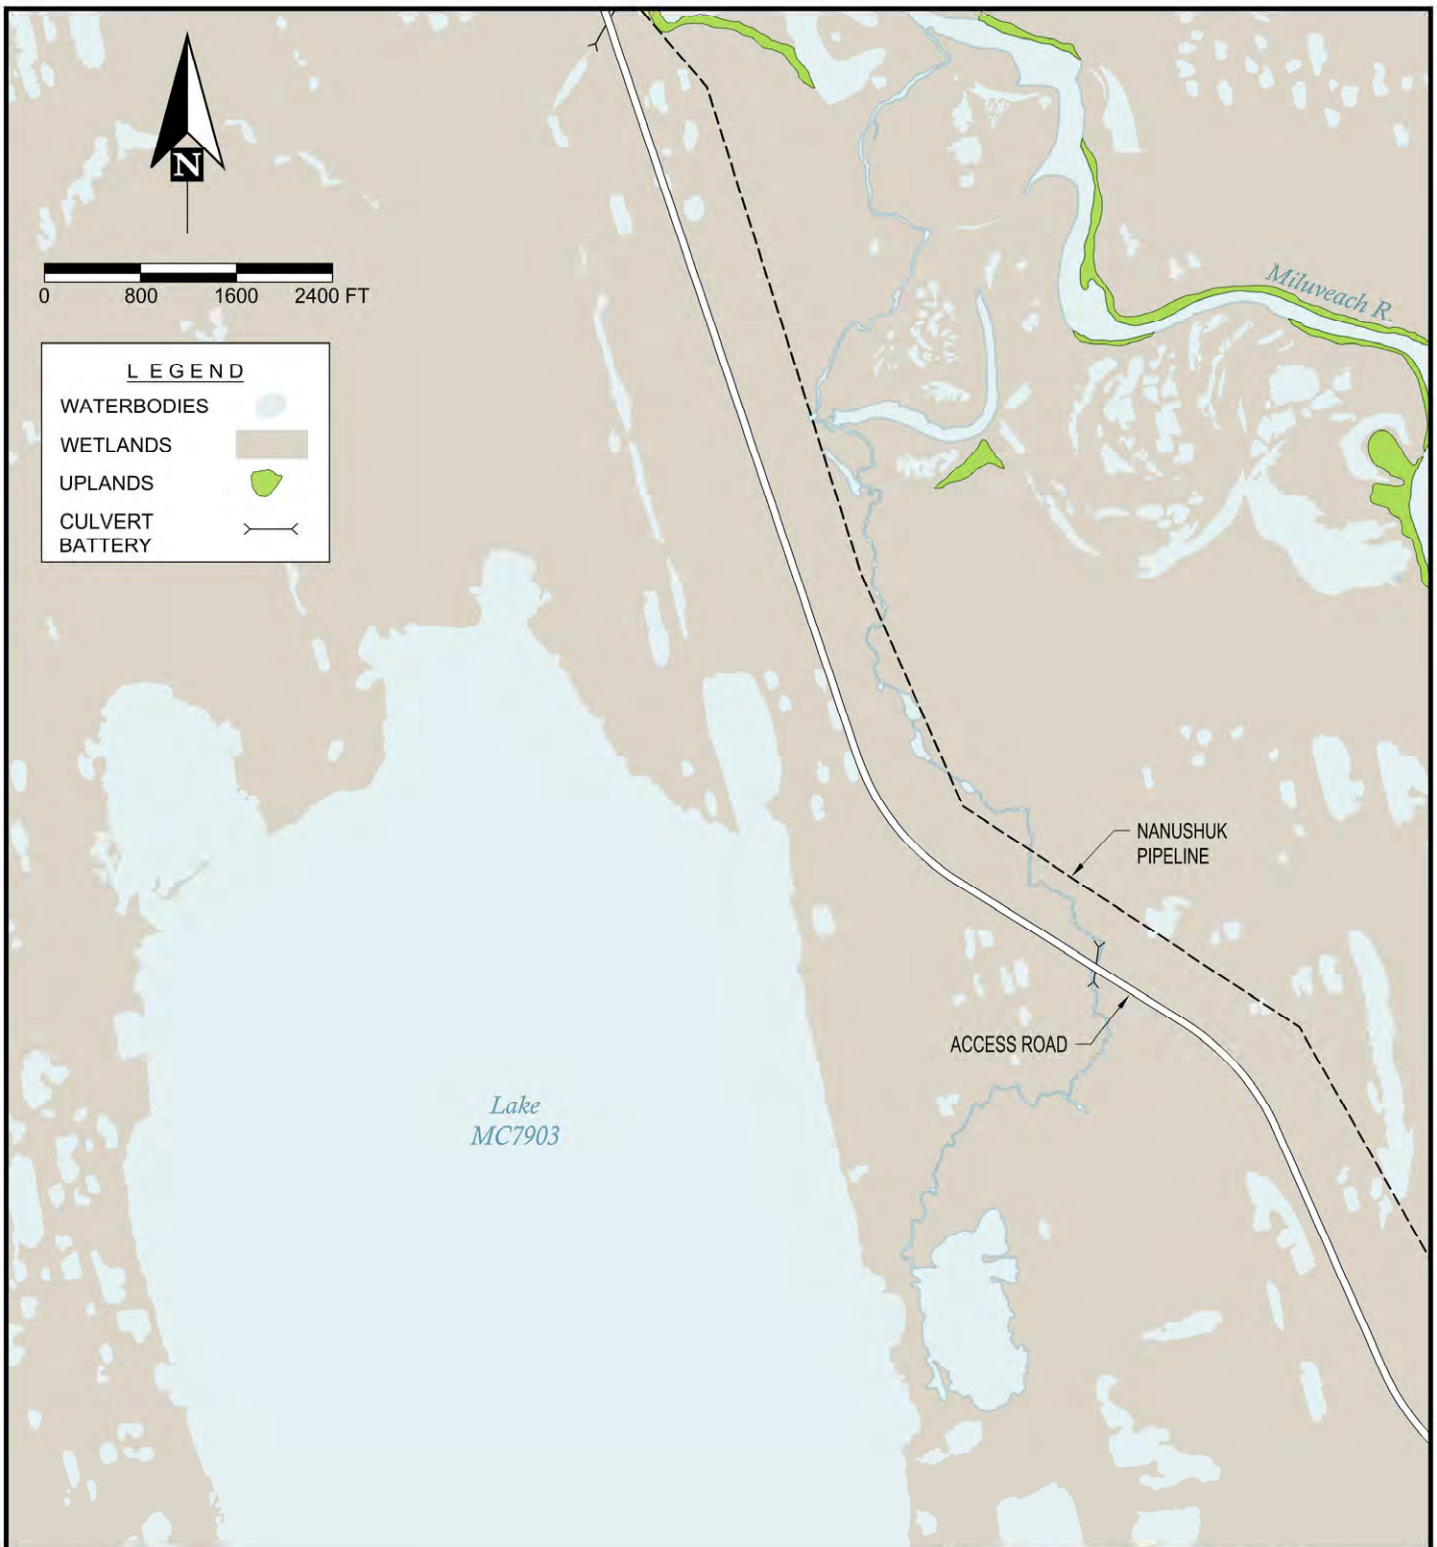 N
0 800 1600 2400 FT
LEGEND
WATERBODIES
WETLANDS
UPLANDS
CULVERT
BATTERY
Miluveach R.
NANUSHUK
PIPELINE
ACCESS ROAD
Lake
MC7903